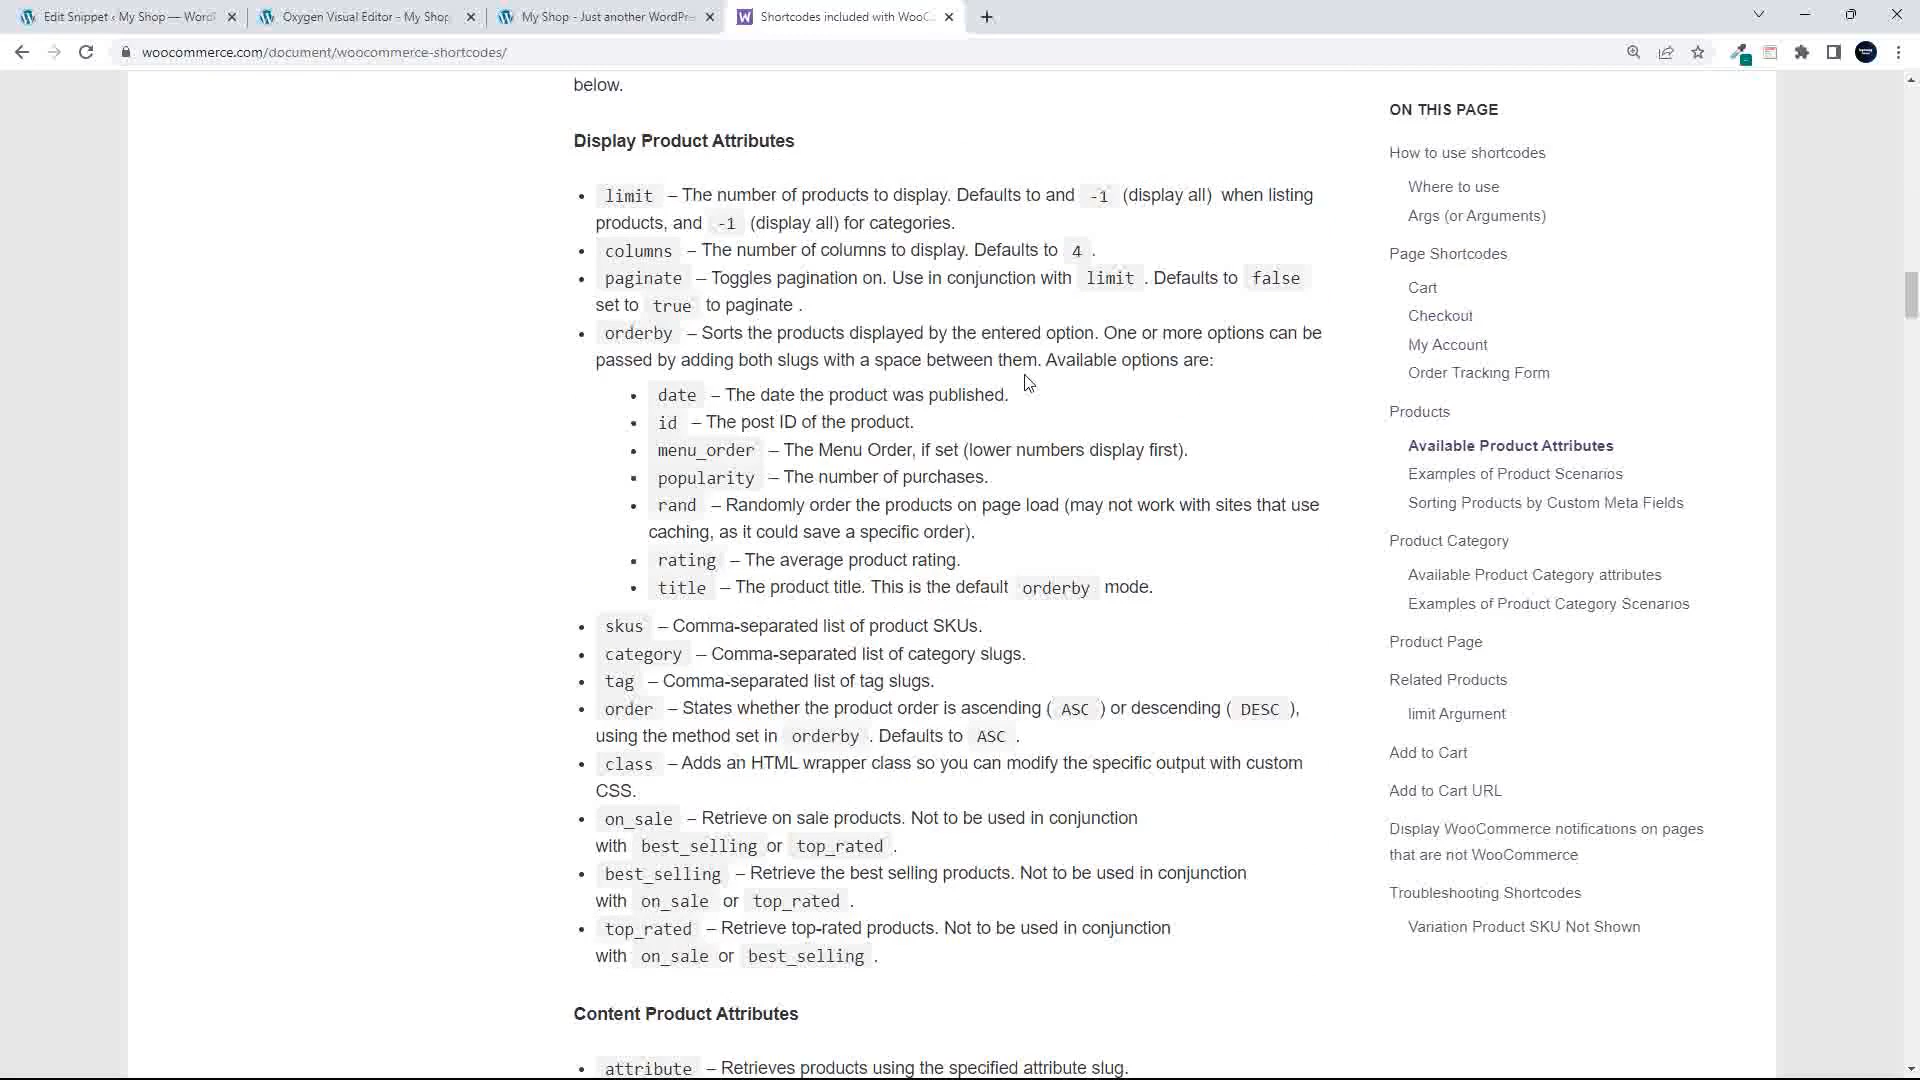 Edit Snippet ‹ My Shop — Word
Oxygen Visual Editor - My Shop
My Shop - Just another WordPre
Shortcodes included with WooC
woocommerce.com/document/woocommerce-shortcodes/
below.
Display Product Attributes
limit – The number of products to display. Defaults to and -1 (display all) when listing
products, and -1 (display all) for categories.
columns – The number of columns to display. Defaults to 4 .
paginate – Toggles pagination on. Use in conjunction with limit . Defaults to false
set to true to paginate .
orderby – Sorts the products displayed by the entered option. One or more options can be
passed by adding both slugs with a space between them. Available options are:
date – The date the product was published.
id – The post ID of the product.
menu_order – The Menu Order, if set (lower numbers display first).
popularity – The number of purchases.
rand – Randomly order the products on page load (may not work with sites that use
caching, as it could save a specific order).
rating – The average product rating.
title – The product title. This is the default orderby mode.
skus – Comma-separated list of product SKUs.
category – Comma-separated list of category slugs.
tag – Comma-separated list of tag slugs.
order – States whether the product order is ascending ( ASC ) or descending ( DESC ),
using the method set in orderby . Defaults to ASC .
class – Adds an HTML wrapper class so you can modify the specific output with custom
CSS.
on_sale – Retrieve on sale products. Not to be used in conjunction
with best_selling or top_rated .
best_selling – Retrieve the best selling products. Not to be used in conjunction
with on_sale or top_rated .
top_rated – Retrieve top-rated products. Not to be used in conjunction
with on_sale or best_selling .
Content Product Attributes
attribute – Retrieves products using the specified attribute slug.
ON THIS PAGE
How to use shortcodes
Where to use
Args (or Arguments)
Page Shortcodes
Cart
Checkout
My Account
Order Tracking Form
Products
Available Product Attributes
Examples of Product Scenarios
Sorting Products by Custom Meta Fields
Product Category
Available Product Category attributes
Examples of Product Category Scenarios
Product Page
Related Products
limit Argument
Add to Cart
Add to Cart URL
Display WooCommerce notifications on pages
that are not WooCommerce
Troubleshooting Shortcodes
Variation Product SKU Not Shown